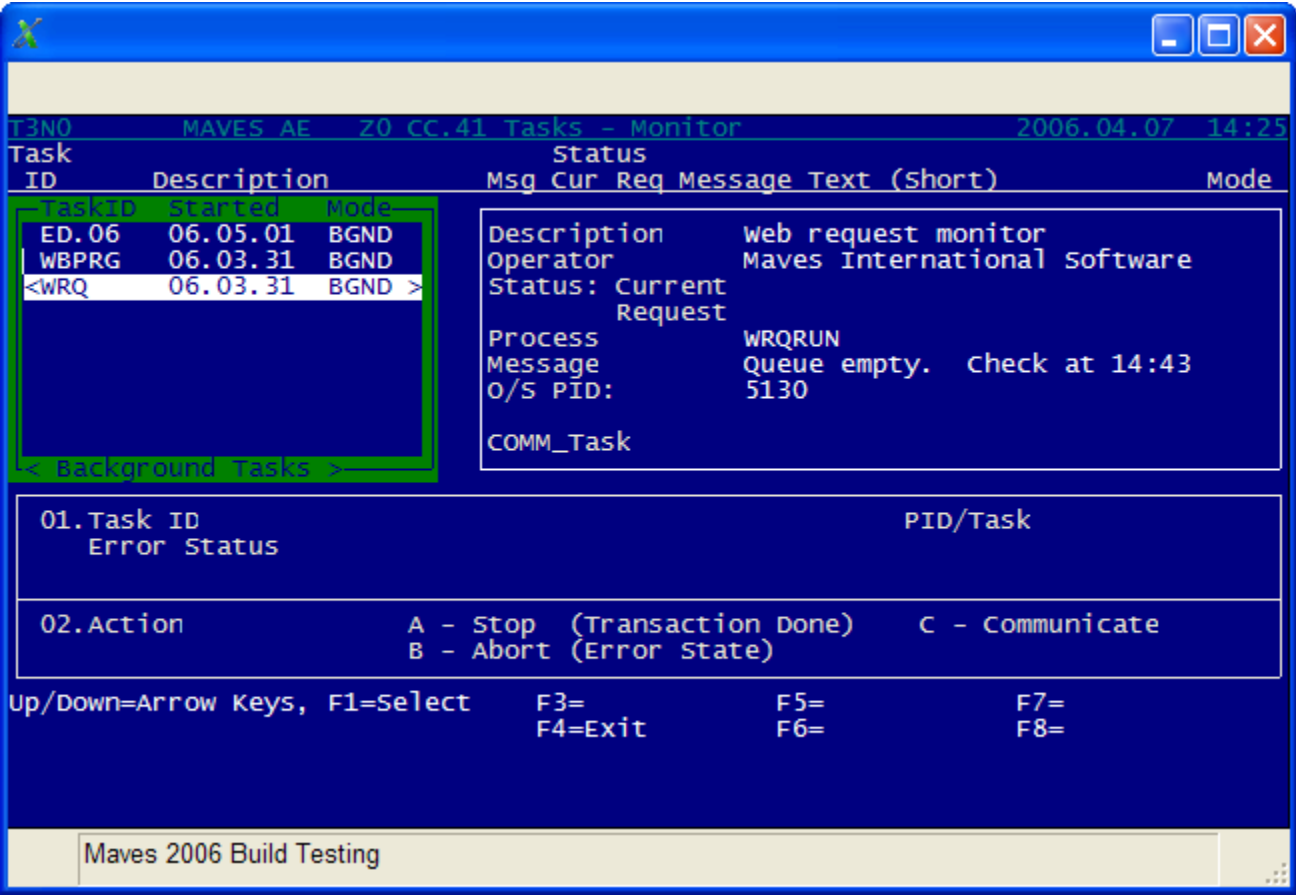 T3N0 MAVES AE Z0 CC.41 Tasks - Monitor 2006.04.07 14:25
Task Status
ID Description Msg Cur Req Message Text (Short) Mode
TaskID Started Mode
ED.06 06.05.01 BGND
WBPRG 06.03.31 BGND
<WRQ 06.03.31 BGND >
< Background Tasks >
Description Web request monitor
Operator Maves International Software
Status: Current
Request
Process WRQRUN
Message Queue empty. Check at 14:43
O/S PID: 5130
COMM_Task
01.Task ID PID/Task
Error Status
02.Action A - Stop (Transaction Done) C - Communicate
B - Abort (Error State)
Up/Down=Arrow Keys, F1=Select F3= F5= F7=
F4=Exit F6= F8=
Maves 2006 Build Testing